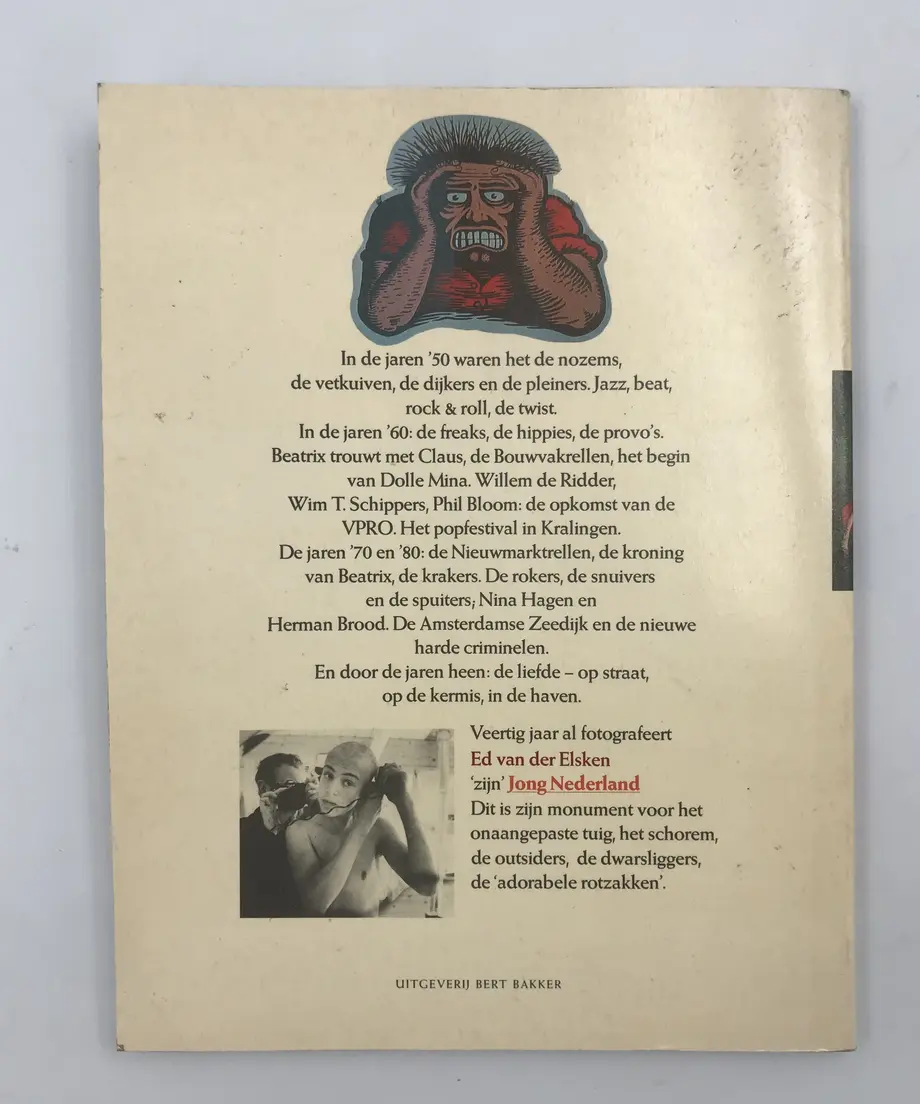 In de jaren '50 waren het de nozems,
de vetkuiven, de dijkers en de pleiners. Jazz, beat,
rock & roll, de twist.
In de jaren '60: de freaks, de hippies, de provo's.
Beatrix trouwt met Claus, de Bouwvakrellen, het begin
van Dolle Mina. Willem de Ridder,
Wim T. Schippers, Phil Bloom: de opkomst van de
VPRO. Het popfestival in Kralingen.
De jaren '70 en '80: de Nieuwmarktrellen, de kroning
van Beatrix, de krakers. De rokers, de snuivers
en de spuiters; Nina Hagen en
Herman Brood. De Amsterdamse Zeedijk en de nieuwe
harde criminelen.
En door de jaren heen: de liefde – op straat,
op de kermis, in de haven.
Veertig jaar al fotografeert
Ed van der Elsken
'zijn' Jong Nederland
Dit is zijn monument voor het
onaangepaste tuig, het schorem,
de outsiders, de dwarsliggers,
de 'adorabele rotzakken'.
UITGEVERIJ BERT BAKKER